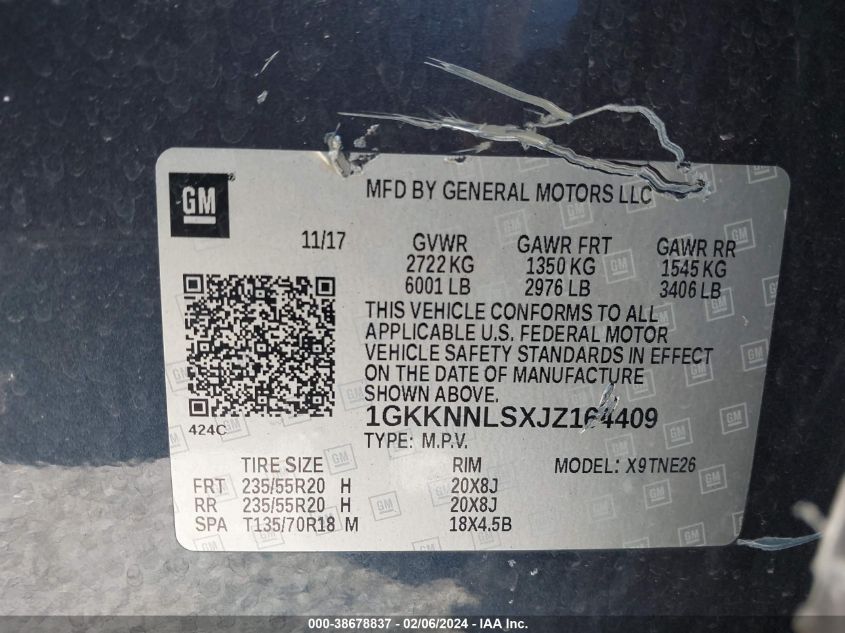 GM
MFD BY GENERAL MOTORS LLC
11/17 GVWR GAWR FRT GAWR RR
2722 KG 1350 KG 1545 KG
6001 LB 2976 LB 3406 LB
THIS VEHICLE CONFORMS TO ALL
APPLICABLE U.S. FEDERAL MOTOR
VEHICLE SAFETY STANDARDS IN EFFECT
ON THE DATE OF MANUFACTURE
SHOWN ABOVE.
424C
1GKKNNLSXJZ164409
TYPE: M.P.V.
TIRE SIZE RIM MODEL: X9TNE26
FRT 235/55R20 H 20X8J
RR 235/55R20 H 20X8J
SPA T135/70R18 M 18X4.5B
000-38678837 - 02/06/2024 - IAA Inc.